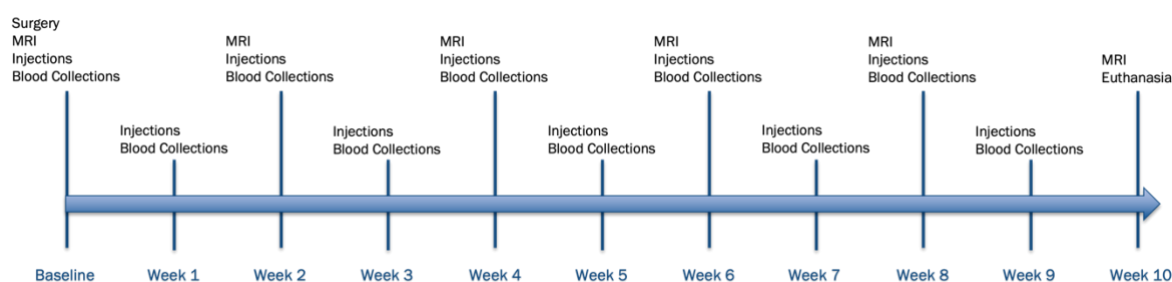 Surgery
MRI
Injections
Blood Collections
MRI
Injections
Blood Collections
MRI
Injections
Blood Collections
MRI
Injections
Blood Collections
MRI
Injections
Blood Collections
MRI
Euthanasia
Injections
Blood Collections
Injections
Blood Collections
Injections
Blood Collections
Injections
Blood Collections
Injections
Blood Collections
Baseline
Week 1
Week 2
Week 3
Week 4
Week 5
Week 6
Week 7
Week 8
Week 9
Week 10